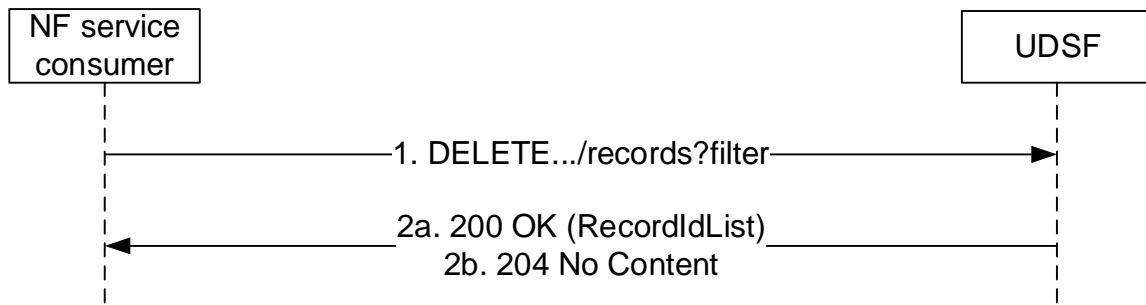 NF service
consumer
UDSF
1. DELETE.../records?filter
2a. 200 OK (RecordIdList)
2b. 204 No Content